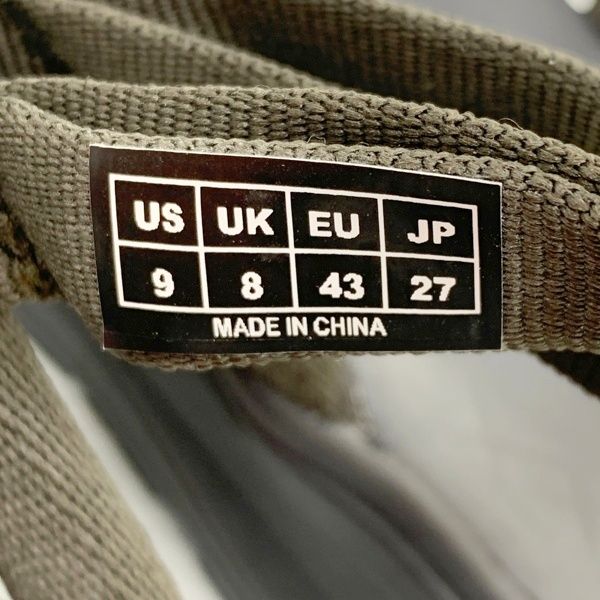 US UK EU JP
9 8 43 27
MADE IN CHINA